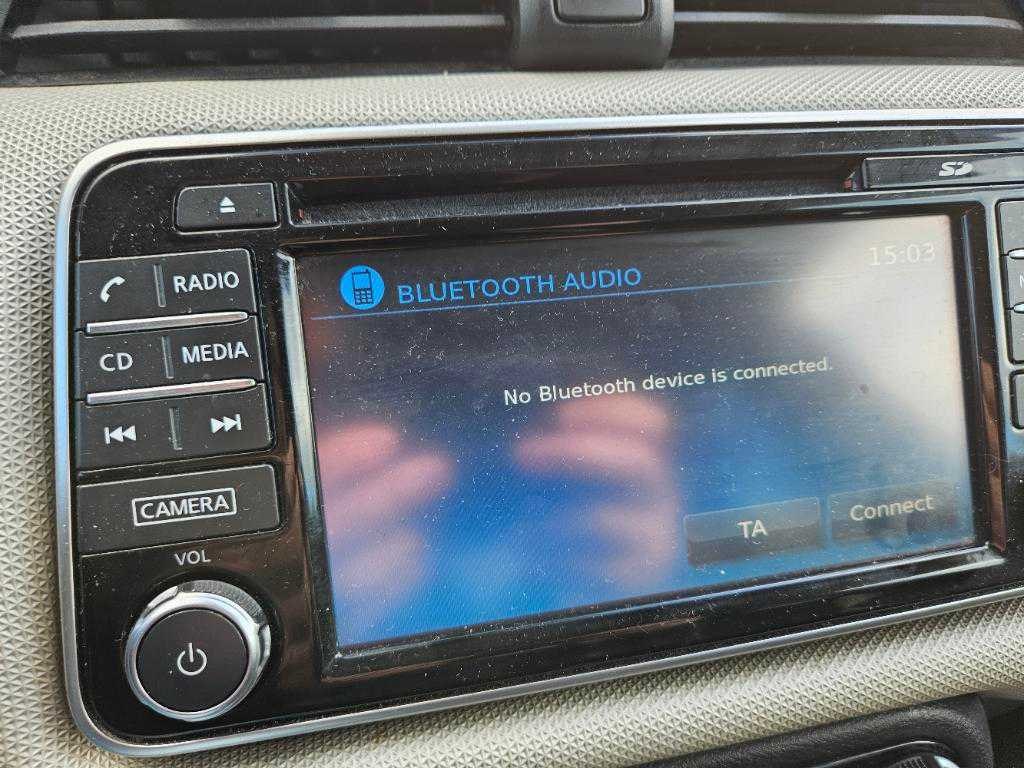 SD
RADIO
15:03
BLUETOOTH AUDIO
CD
MEDIA
No Bluetooth device is connected.
CAMERA
TA
Connect
VOL